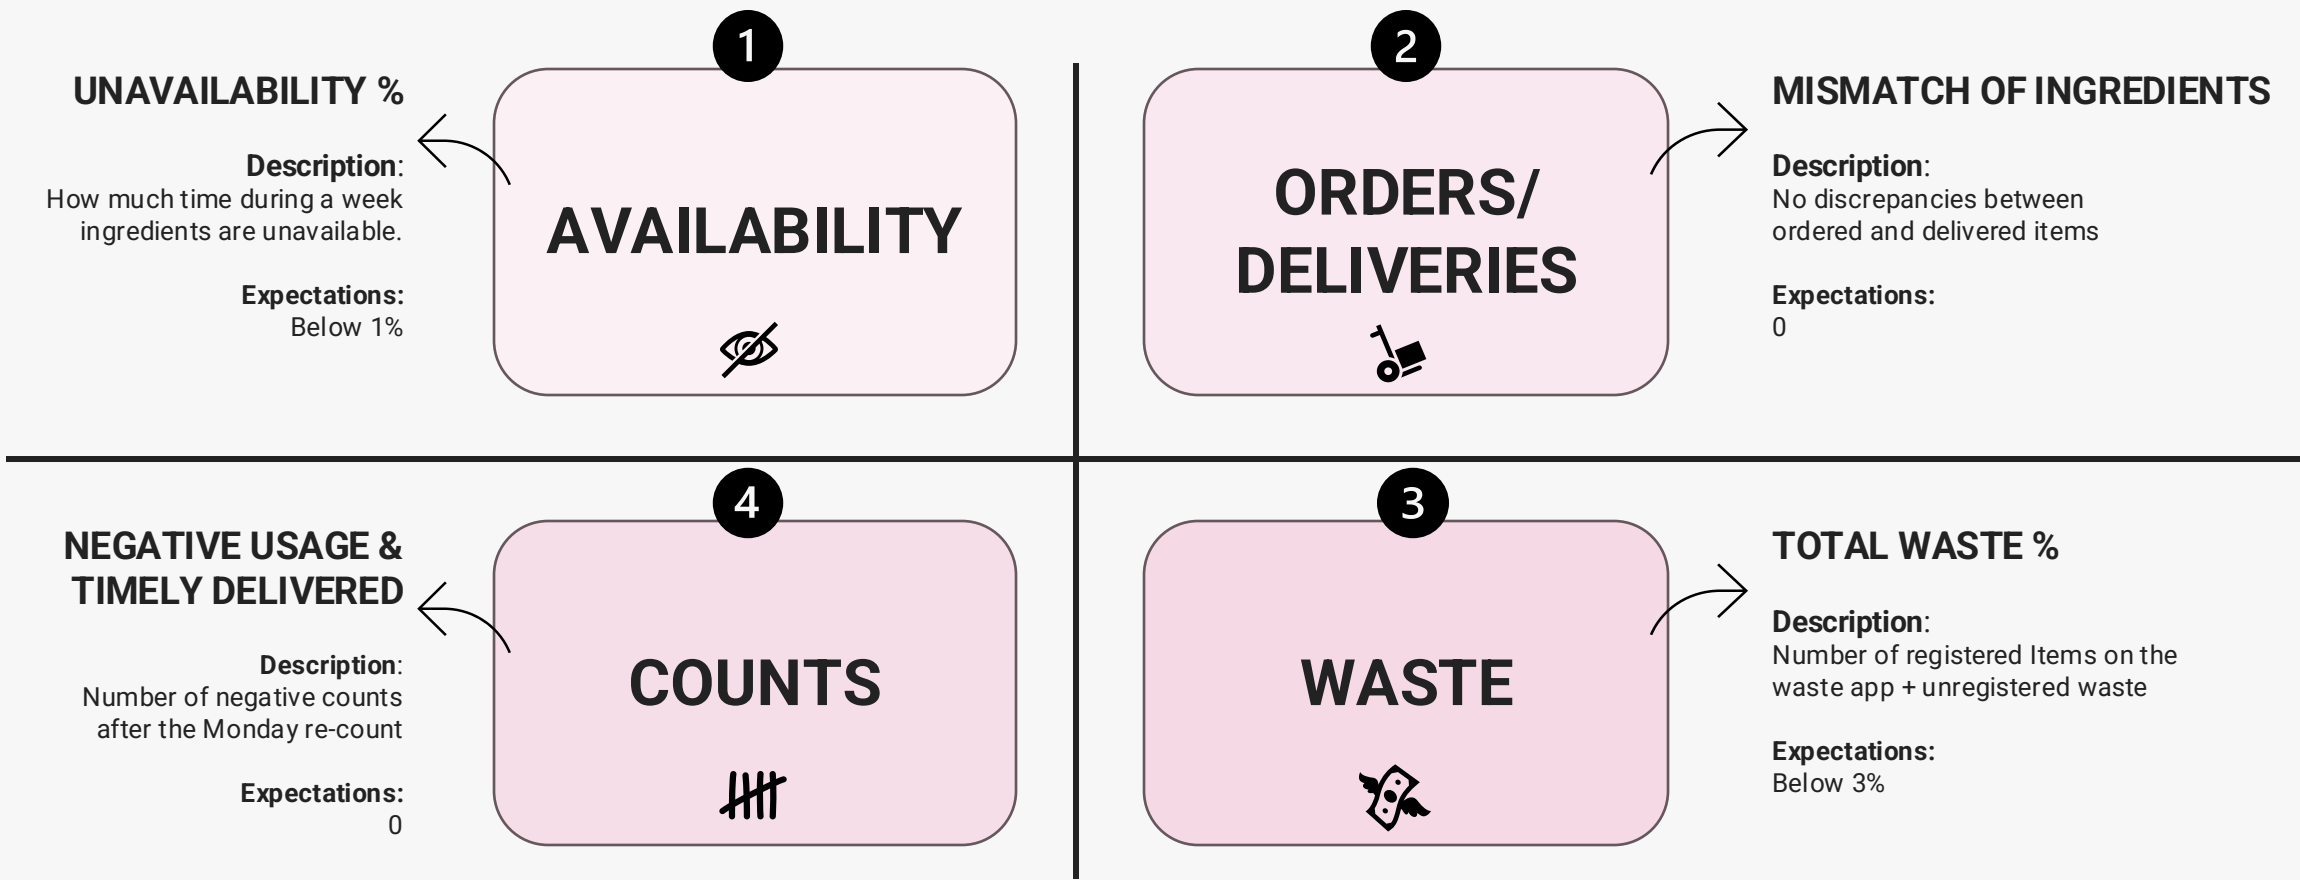 1
UNAVAILABILITY %
Description:
How much time during a week
ingredients are unavailable.
Expectations:
Below 1%
AVAILABILITY
2
ORDERS/
DELIVERIES
MISMATCH OF INGREDIENTS
Description:
No discrepancies between
ordered and delivered items
Expectations:
0
4
NEGATIVE USAGE &
TIMELY DELIVERED
Description:
Number of negative counts
after the Monday re-count
Expectations:
0
COUNTS
3
WASTE
TOTAL WASTE %
Description:
Number of registered Items on the
waste app + unregistered waste
Expectations:
Below 3%